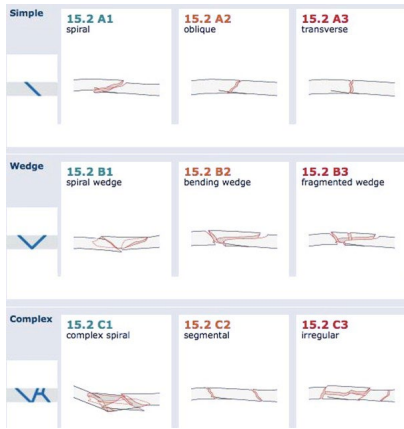 Simple
15.2 A1
spiral
15.2 A2
oblique
15.2 A3
transverse
Wedge
15.2 B1
spiral wedge
15.2 B2
bending wedge
15.2 B3
fragmented wedge
Complex
15.2 C1
complex spiral
15.2 C2
segmental
15.2 C3
irregular